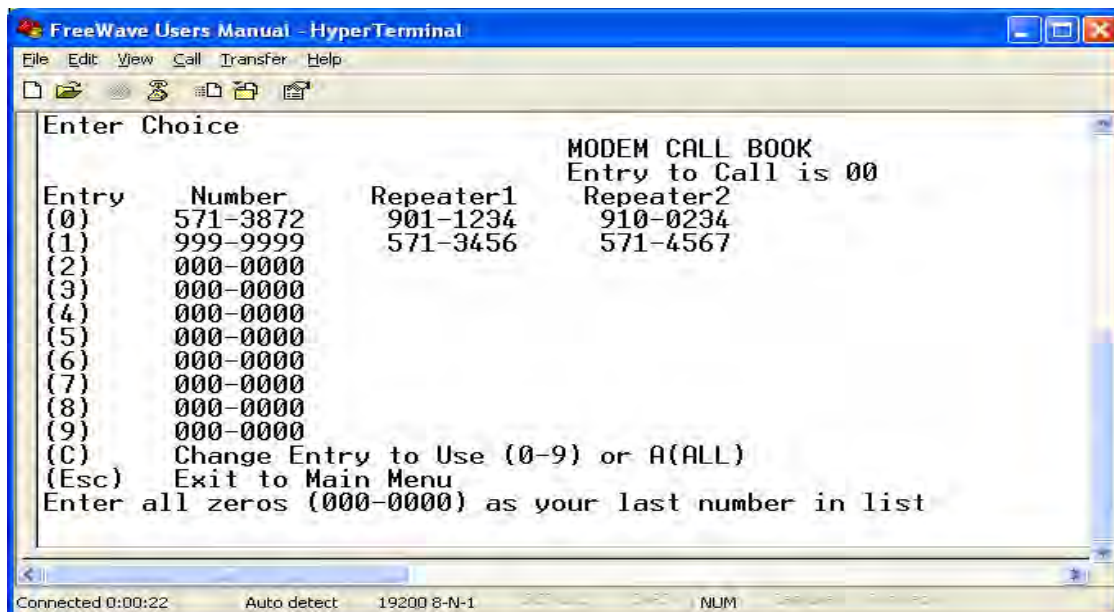 FreeWave Users Manual - HyperTerminal
File Edit View Call Transfer Help
Enter Choice
MODEM CALL BOOK
Entry to Call is 00
Entry Number Repeater1 Repeater2
(0) 571-3872 901-1234 910-0234
(1) 999-9999 571-3456 571-4567
(2) 000-0000
(3) 000-0000
(4) 000-0000
(5) 000-0000
(6) 000-0000
(7) 000-0000
(8) 000-0000
(9) 000-0000
(C) Change Entry to Use (0-9) or A(ALL)
(Esc) Exit to Main Menu
Enter all zeros (000-0000) as your last number in list
Connected 0:00:22 Auto detect 19200 8-N-1 NUM